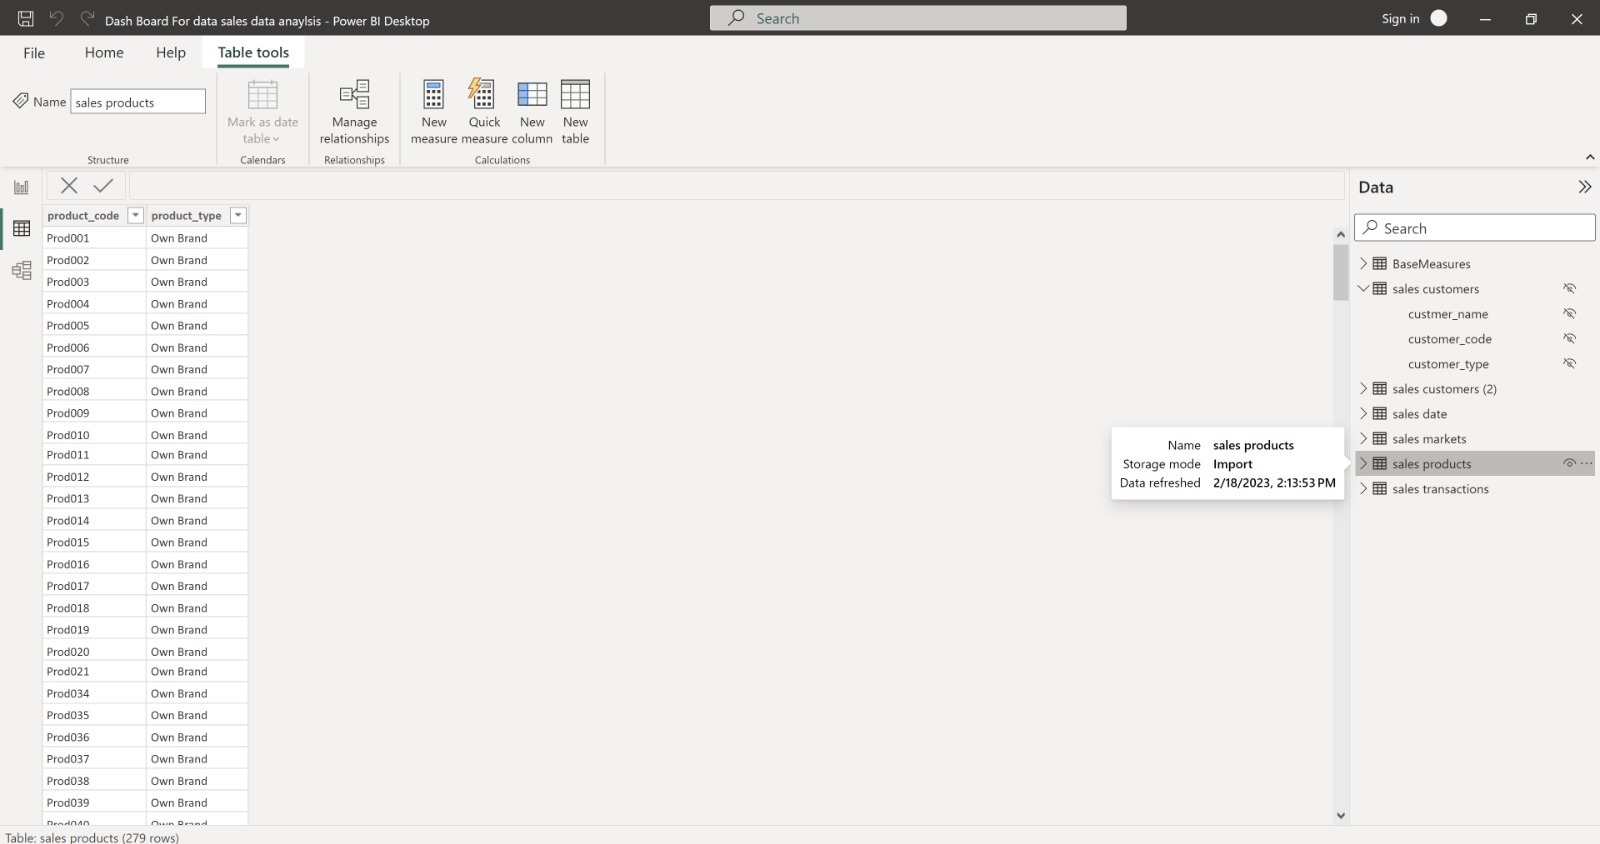 Dash Board For data sales data anaylsis - Power BI Desktop
Search
Sign in
File
Home
Help
Table tools
Name
sales products
Mark as date table
Manage relationships
New measure
Quick measure
New column
New table
Structure
Calendars
Relationships
Calculations
product_code product_type
Prod001 Own Brand
Prod002 Own Brand
Prod003 Own Brand
Prod004 Own Brand
Prod005 Own Brand
Prod006 Own Brand
Prod007 Own Brand
Prod008 Own Brand
Prod009 Own Brand
Prod010 Own Brand
Prod011 Own Brand
Prod012 Own Brand
Prod013 Own Brand
Prod014 Own Brand
Prod015 Own Brand
Prod016 Own Brand
Prod017 Own Brand
Prod018 Own Brand
Prod019 Own Brand
Prod020 Own Brand
Prod021 Own Brand
Prod034 Own Brand
Prod035 Own Brand
Prod036 Own Brand
Prod037 Own Brand
Prod038 Own Brand
Prod039 Own Brand
Prod040 Own Brand
Name sales products
Storage mode Import
Data refreshed 2/18/2023, 2:13:53 PM
Data
Search
BaseMeasures
sales customers
custmer_name
customer_code
customer_type
sales customers (2)
sales date
sales markets
sales products
sales transactions
Table: sales products (279 rows)